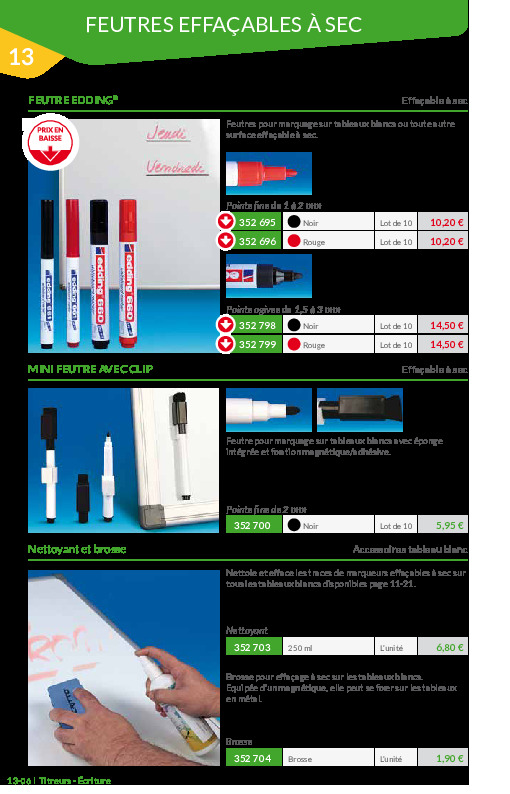 FEUTRES EFFAÇABLES À SEC
13
FEUTRE EDDING® Effaçable à sec
PRIX EN
BAISSE
Jeudi
Vendredi
Feutres pour marquage sur tableaux blancs ou toute autre
surface effaçable à sec.
Pointe fine de 1 à 2 mm
352 695 Noir Lot de 10 10,20 €
352 696 Rouge Lot de 10 10,20 €
edding 660
edding 660
Pointe ogive de 1,5 à 3 mm
352 798 Noir Lot de 10 14,50 €
352 799 Rouge Lot de 10 14,50 €
MINI FEUTRE AVEC CLIP Effaçable à sec
Feutre pour marquage sur tableaux blancs avec éponge
intégrée et fontion magnétique/adhésive.
Pointe fine de 2 mm
352 700 Noir Lot de 10 5,95 €
Nettoyant et brosse Accessoires tableau blanc
Nettoie et efface les traces de marqueurs effaçables à sec sur
tous les tableaux blancs disponibles page 11-21.
Nettoyant
352 703 250 ml L'unité 6,80 €
Brosse pour effaçage à sec sur les tableaux blancs.
Equipée d'un magnétique, elle peut se fixer sur les tableaux
en métal.
Brosse
352 704 Brosse L'unité 1,90 €
13-06 I Titreurs - Écriture